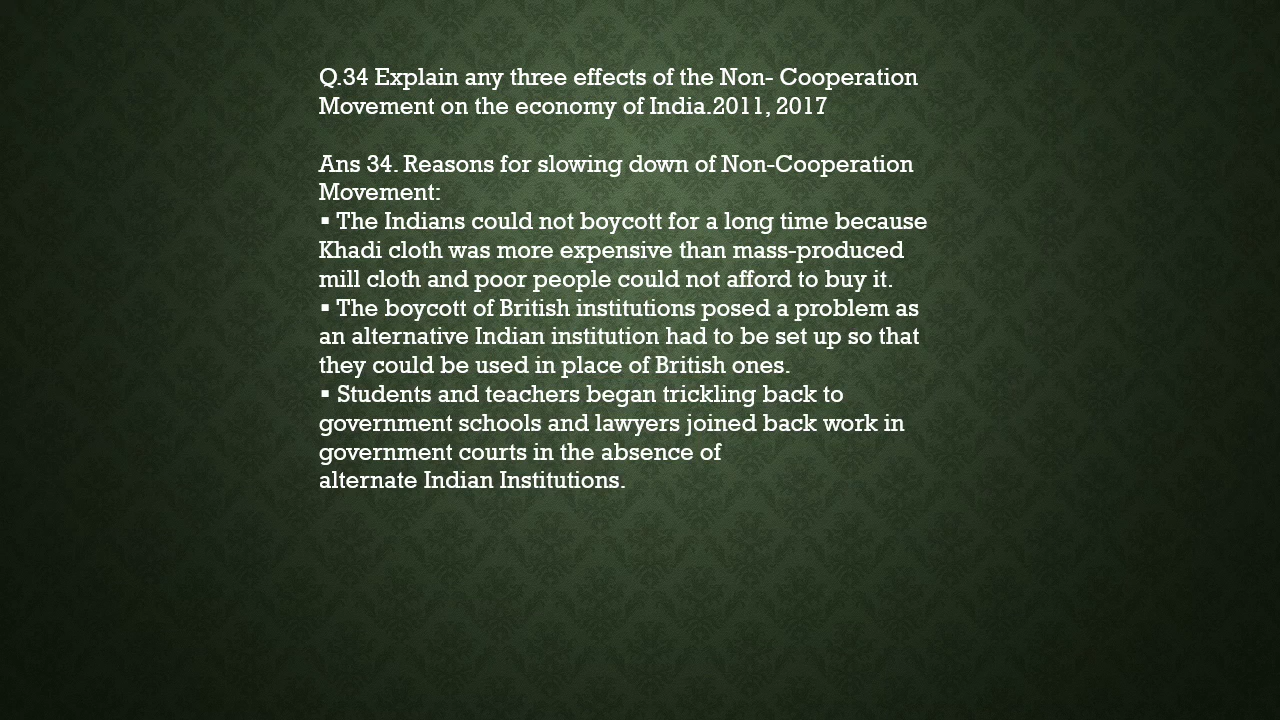 Q.34 Explain any three effects of the Non- Cooperation
Movement on the economy of India.2011, 2017
Ans 34. Reasons for slowing down of Non-Cooperation
Movement:
▪ The Indians could not boycott for a long time because
Khadi cloth was more expensive than mass-produced
mill cloth and poor people could not afford to buy it.
▪ The boycott of British institutions posed a problem as
an alternative Indian institution had to be set up so that
they could be used in place of British ones.
▪ Students and teachers began trickling back to
government schools and lawyers joined back work in
government courts in the absence of
alternate Indian Institutions.